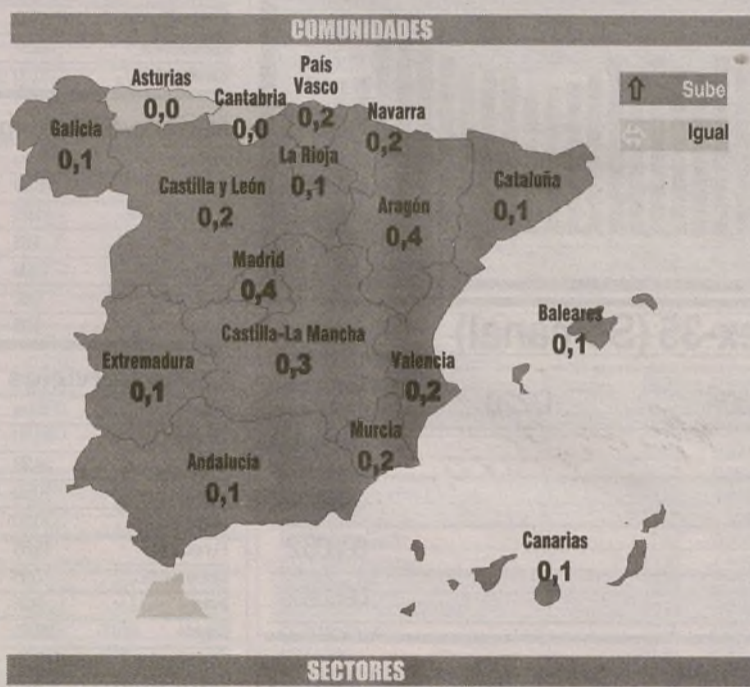 COMUNIDADES
Sube
Igual
Asturias
0,0
Cantabria
0,0
País
Vasco
0,2
Navarra
0,2
Galicia
0,1
La Rioja
0,1
Castilla y León
0,2
Aragón
0,4
Cataluña
0,1
Madrid
0,4
Castilla-La Mancha
0,3
Baleares
0,1
Extremadura
0,1
Valencia
0,2
Murcia
0,2
Andalucía
0,1
Canarias
0,1
SECTORES